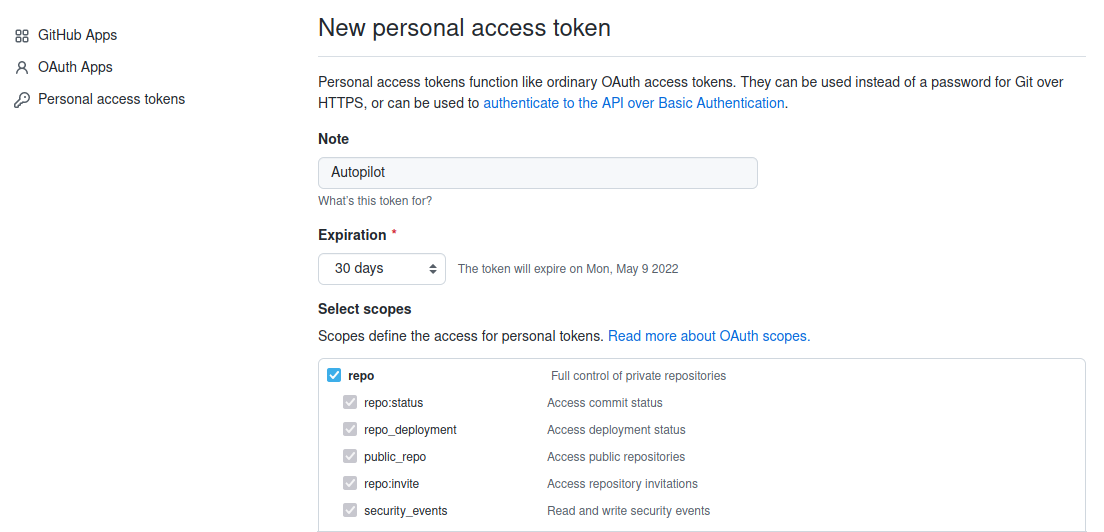 GitHub Apps
OAuth Apps
Personal access tokens
New personal access token
Personal access tokens function like ordinary OAuth access tokens. They can be used instead of a password for Git over
HTTPS, or can be used to authenticate to the API over Basic Authentication.
Note
Autopilot
What's this token for?
Expiration *
30 days The token will expire on Mon, May 9 2022
Select scopes
Scopes define the access for personal tokens. Read more about OAuth scopes.
repo Full control of private repositories
repo:status Access commit status
repo_deployment Access deployment status
public_repo Access public repositories
repo:invite Access repository invitations
security_events Read and write security events